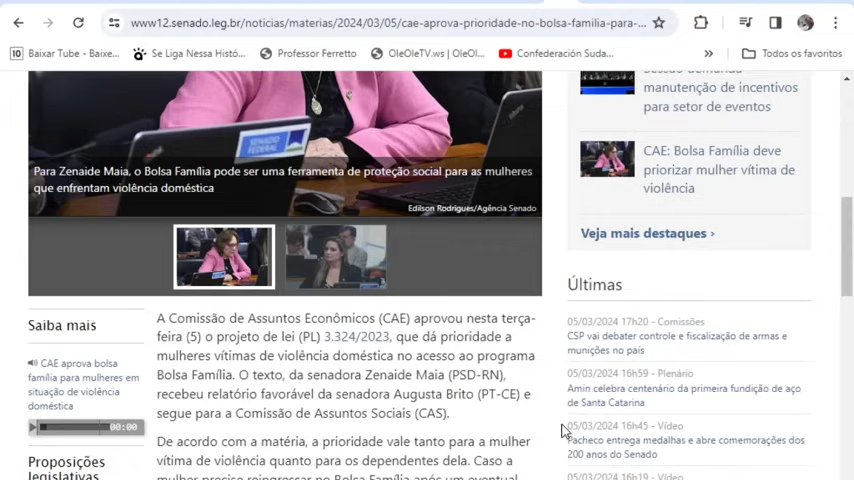 www12.senado.leg.br/noticias/materias/2024/03/05/cae-aprova-prioridade-no-bolsa-familia-para-...
10 Baixar Tube - Baixe...
Se Liga Nessa Histó...
Professor Ferretto
OleOleTV.ws | OleOl...
Confederación Suda...
»
Todos os favoritos
SENADO
FEDERAL
Para Zenaide Maia, o Bolsa Família pode ser uma ferramenta de proteção social para as mulheres
que enfrentam violência doméstica
Edilson Rodrigues/Agência Senado
Saiba mais
CAE aprova bolsa
família para mulheres em
situação de violência
doméstica
00:00
Proposições
legislativas
A Comissão de Assuntos Econômicos (CAE) aprovou nesta terça-
feira (5) o projeto de lei (PL) 3.324/2023, que dá prioridade a
mulheres vítimas de violência doméstica no acesso ao programa
Bolsa Família. O texto, da senadora Zenaide Maia (PSD-RN),
recebeu relatório favorável da senadora Augusta Brito (PT-CE) e
segue para a Comissão de Assuntos Sociais (CAS).
De acordo com a matéria, a prioridade vale tanto para a mulher
vítima de violência quanto para os dependentes dela. Caso a
mulher precise reingressar no Bolsa Família após um eventual
Sessão demanda
manutenção de incentivos
para setor de eventos
CAE: Bolsa Família deve
priorizar mulher vítima de
violência
Veja mais destaques ›
Últimas
05/03/2024 17h20 - Comissões
CSP vai debater controle e fiscalização de armas e
munições no país
05/03/2024 16h59 - Plenário
Amin celebra centenário da primeira fundição de aço
de Santa Catarina
05/03/2024 16h45 - Vídeo
Pacheco entrega medalhas e abre comemorações dos
200 anos do Senado
05/03/2024 16h19 - Vídeo